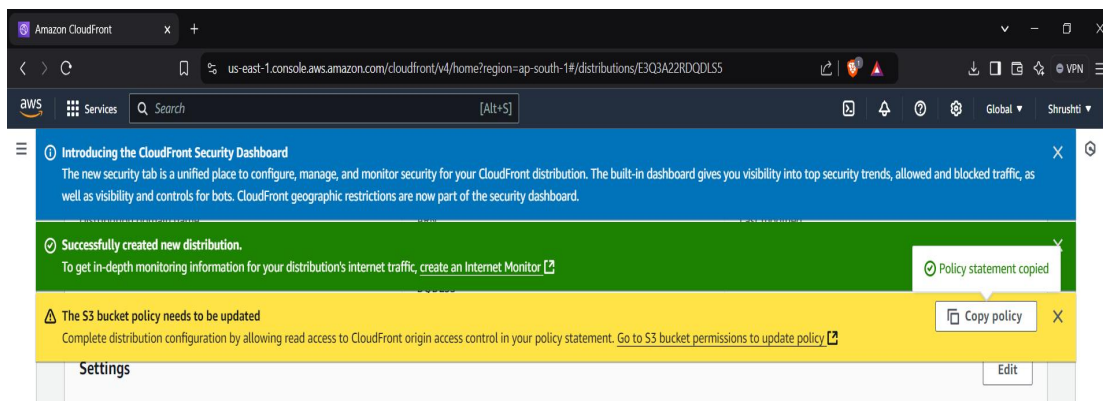 Amazon CloudFront
us-east-1.console.aws.amazon.com/cloudfront/v4/home?region=ap-south-1#/distributions/E3Q3A22RDQDLS5
VPN
aws
Services
Search
[Alt+S]
Global
Shrushti
Introducing the CloudFront Security Dashboard
The new security tab is a unified place to configure, manage, and monitor security for your CloudFront distribution. The built-in dashboard gives you visibility into top security trends, allowed and blocked traffic, as
well as visibility and controls for bots. CloudFront geographic restrictions are now part of the security dashboard.
Successfully created new distribution.
To get in-depth monitoring information for your distribution's internet traffic, create an Internet Monitor
Policy statement copied
The S3 bucket policy needs to be updated
Complete distribution configuration by allowing read access to CloudFront origin access control in your policy statement. Go to S3 bucket permissions to update policy
Copy policy
Settings
Edit